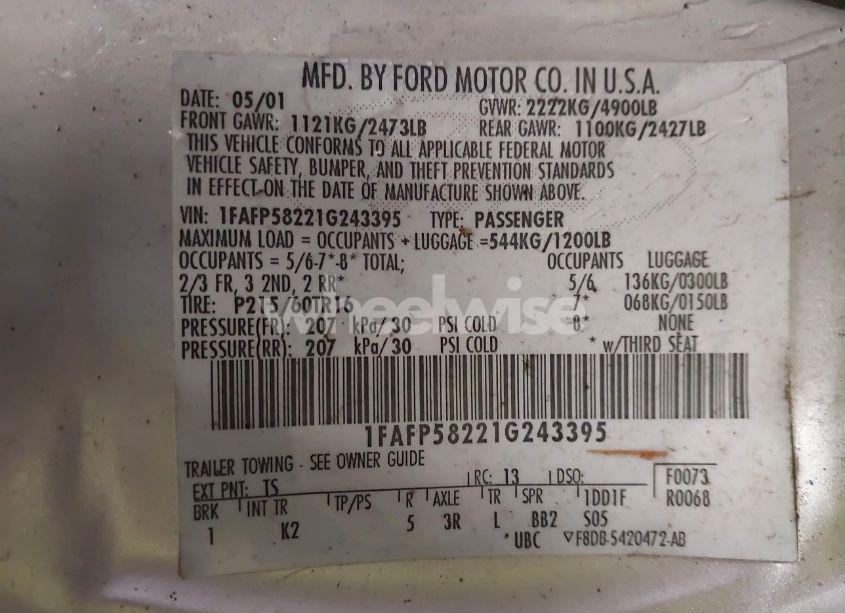 MFD. BY FORD MOTOR CO. IN U.S.A.
DATE: 05/01 GVWR: 2222KG/4900LB
FRONT GAWR: 1121KG/2473LB REAR GAWR: 1100KG/2427LB
THIS VEHICLE CONFORMS TO ALL APPLICABLE FEDERAL MOTOR
VEHICLE SAFETY, BUMPER, AND THEFT PREVENTION STANDARDS
IN EFFECT ON THE DATE OF MANUFACTURE SHOWN ABOVE.
VIN: 1FAFP58221G243395 TYPE: PASSENGER
MAXIMUM LOAD = OCCUPANTS + LUGGAGE =544KG/1200LB
OCCUPANTS = 5/6-7*-8* TOTAL; OCCUPANTS LUGGAGE
2/3 FR, 3 2ND, 2 RR* 5/6 136KG/0300LB
TIRE: P215/60TR16 7* 068KG/0150LB
PRESSURE(FR): 207 kPa/30 PSI COLD 8* NONE
PRESSURE(RR): 207 kPa/30 PSI COLD * w/THIRD SEAT
wheelwise
1FAFP58221G243395
TRAILER TOWING - SEE OWNER GUIDE
EXT PNT: TS RC: 13 DSO: F0073
BRK INT TR TP/PS R AXLE TR SPR 1DD1F R0068
1 K2 5 3R L BB2 S05
*UBC ▽F8DB-5420472-AB